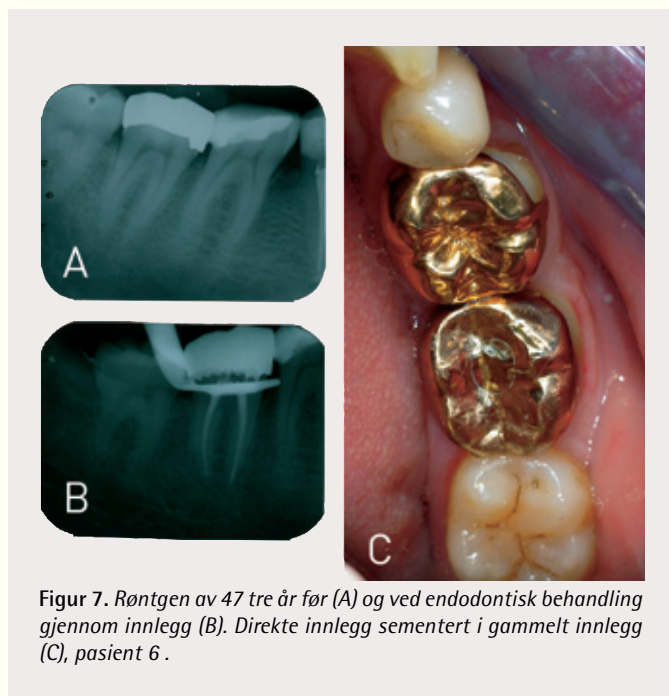 A
B
C
Figur 7. Røntgen av 47 tre år før (A) og ved endodontisk behandling
gjennom innlegg (B). Direkte innlegg sementert i gammelt innlegg
(C), pasient 6 .